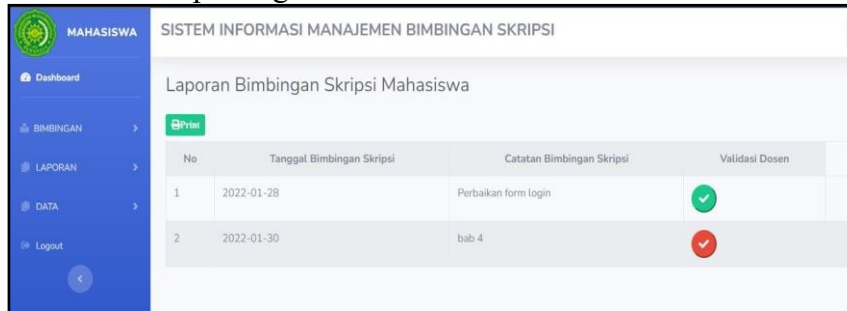 MAHASISWA
SISTEM INFORMASI MANAJEMEN BIMBINGAN SKRIPSI
Dashboard
Laporan Bimbingan Skripsi Mahasiswa
BIMBINGAN
Print
No Tanggal Bimbingan Skripsi Catatan Bimbingan Skripsi Validasi Dosen
LAPORAN
1 2022-01-28 Perbaikan form login
DATA
2 2022-01-30 bab 4
Logout